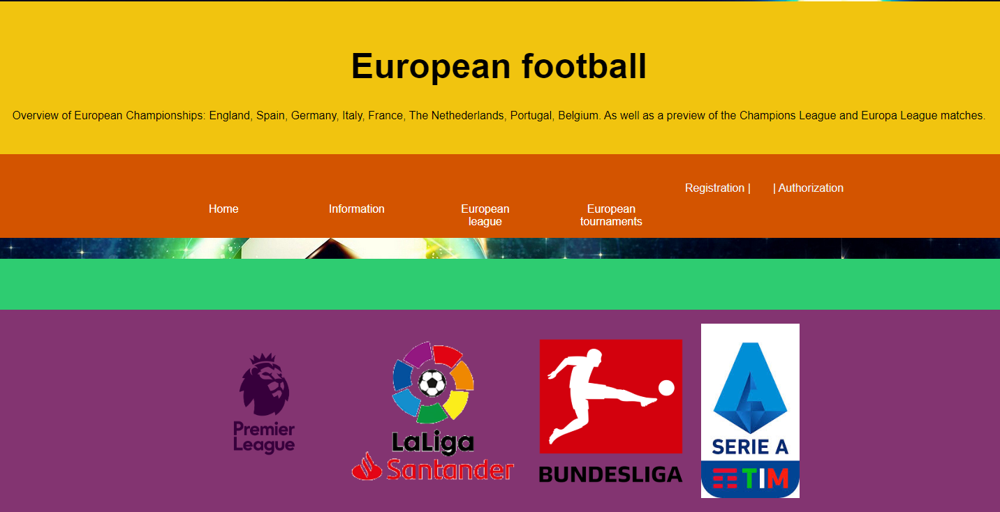 European football
Overview of European Championships: England, Spain, Germany, Italy, France, The Nethederlands, Portugal, Belgium. As well as a preview of the Champions League and Europa League matches.
Registration |
| Authorization
Home
Information
European
league
European
tournaments
Premier
League
LaLiga
Santander
BUNDESLIGA
SERIE A
TIM